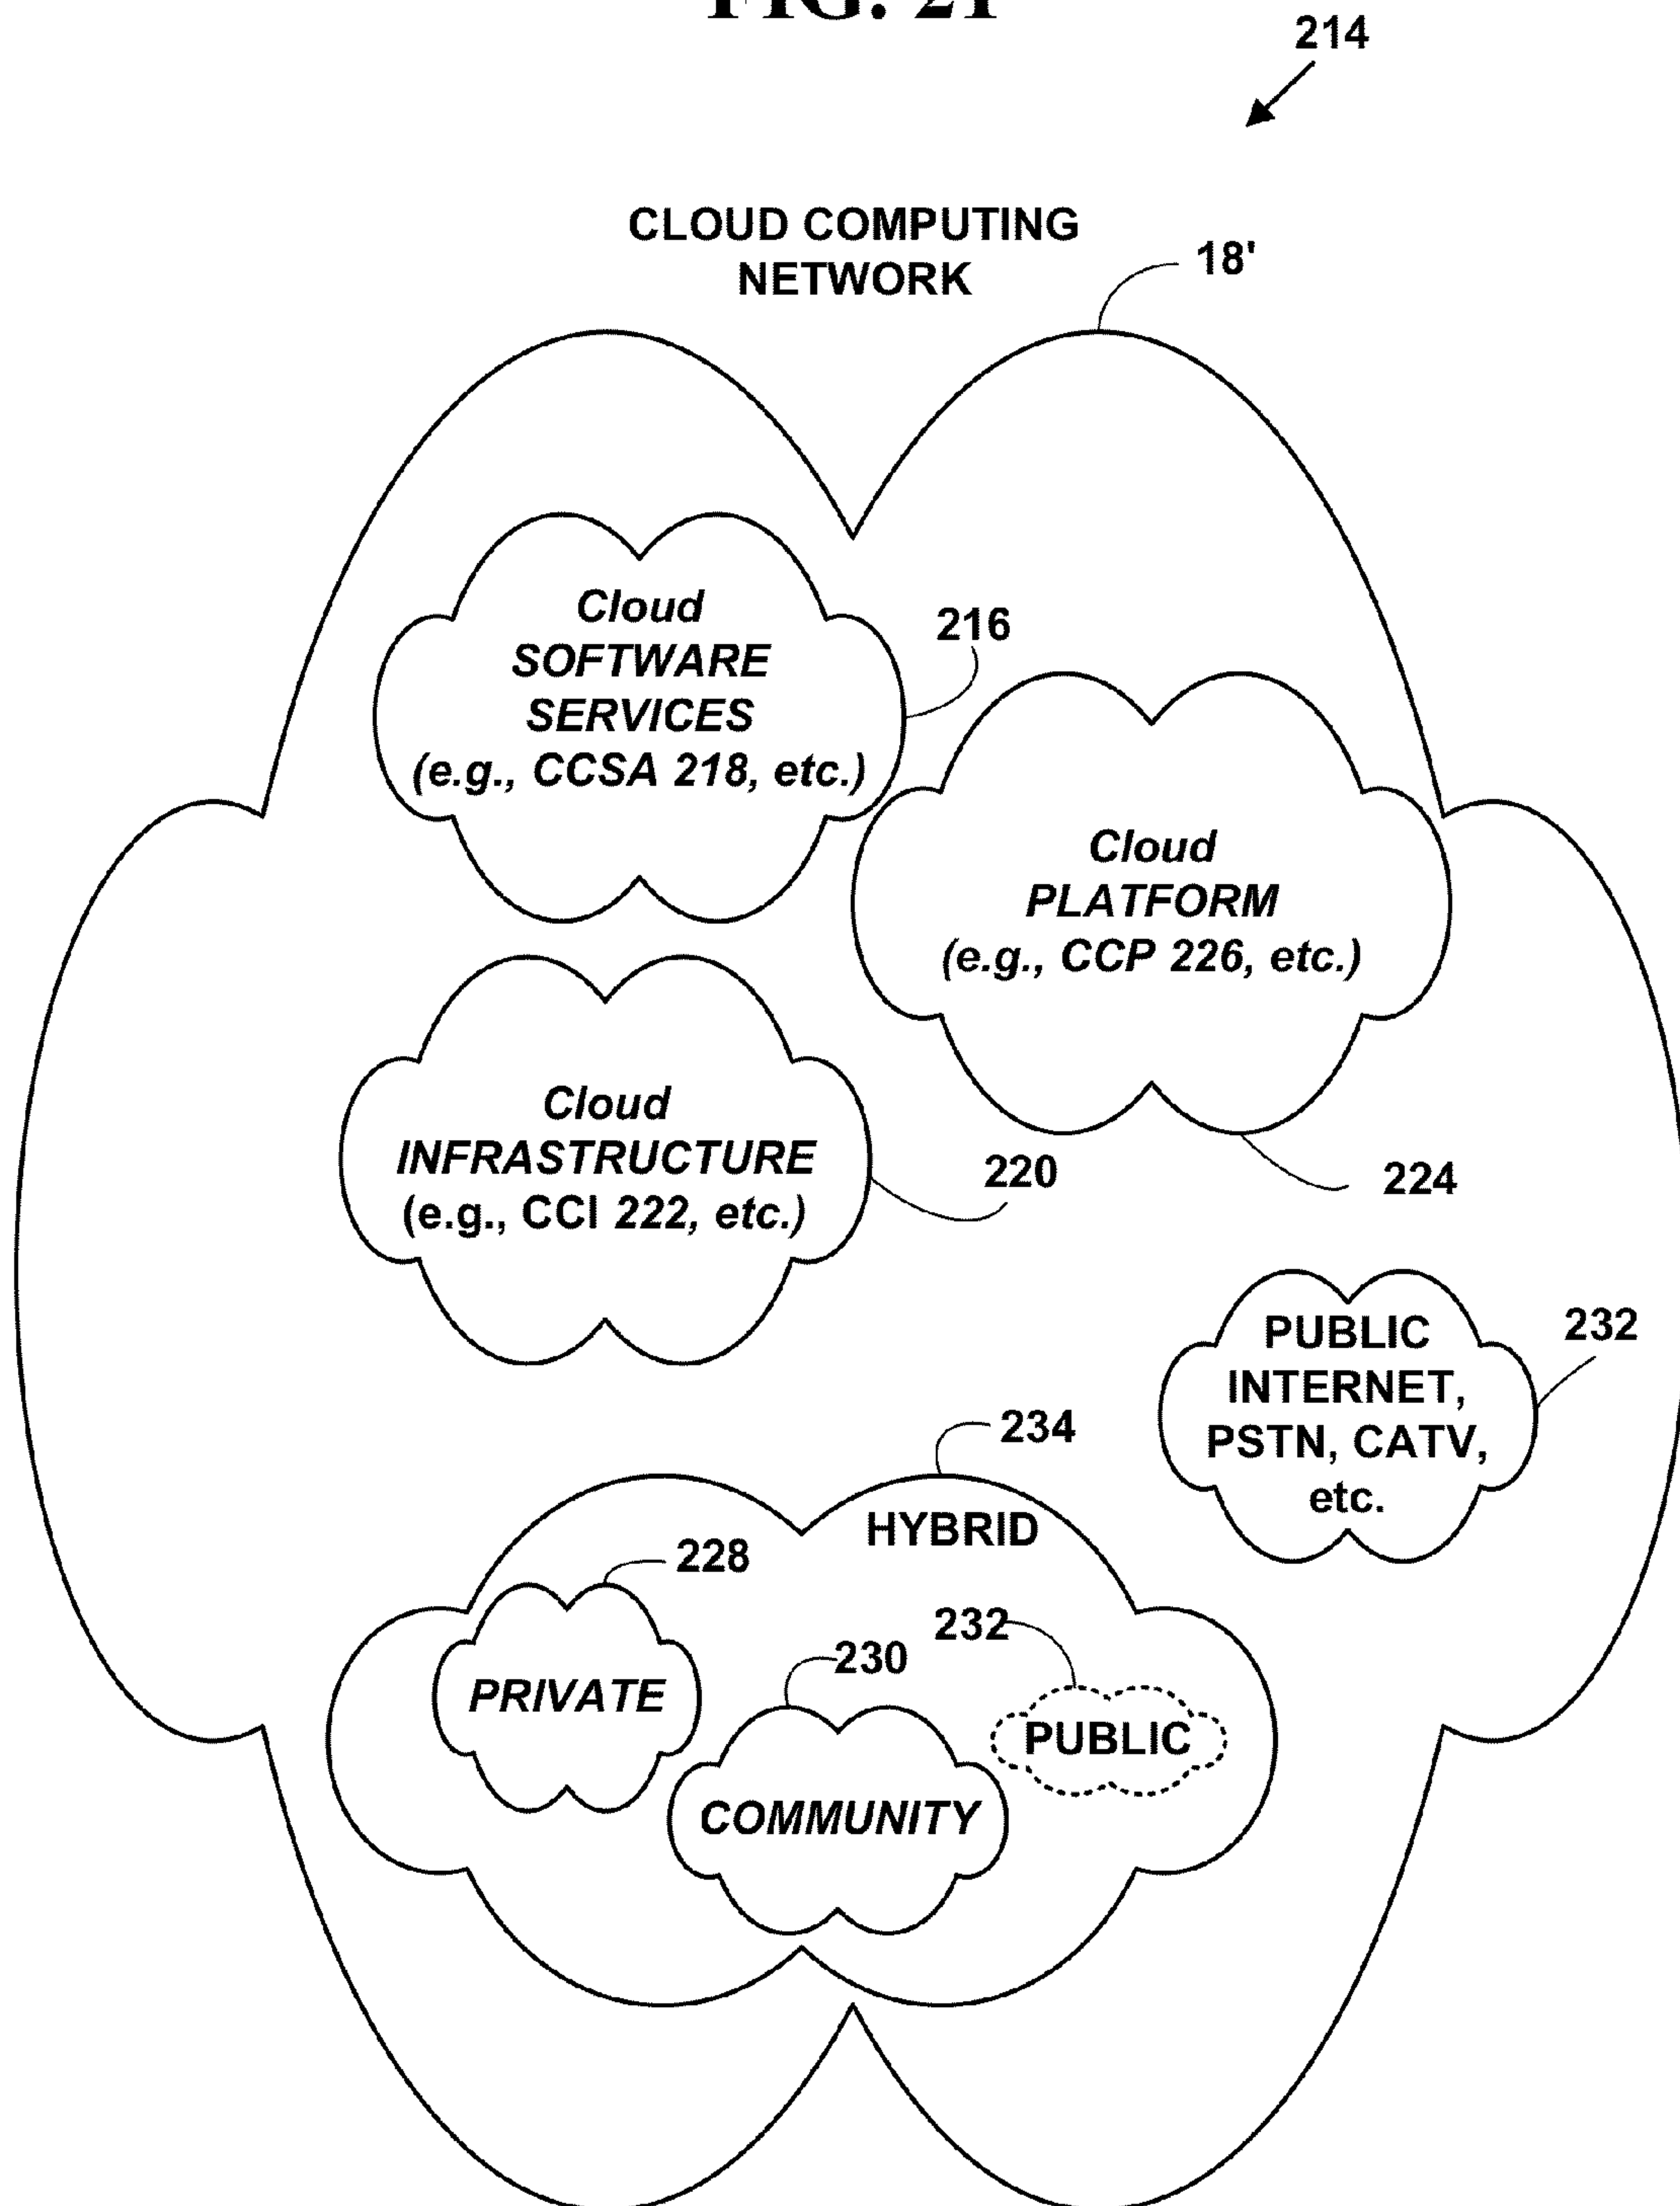 FIG. 21
214
CLOUD COMPUTING
NETWORK
18'
Cloud
SOFTWARE
SERVICES
(e.g., CCSA 218, etc.)
216
Cloud
PLATFORM
(e.g., CCP 226, etc.)
Cloud
INFRASTRUCTURE
(e.g., CCI 222, etc.)
220
224
PUBLIC
INTERNET,
PSTN, CATV,
etc.
232
234
HYBRID
228
PRIVATE
230
COMMUNITY
232
PUBLIC